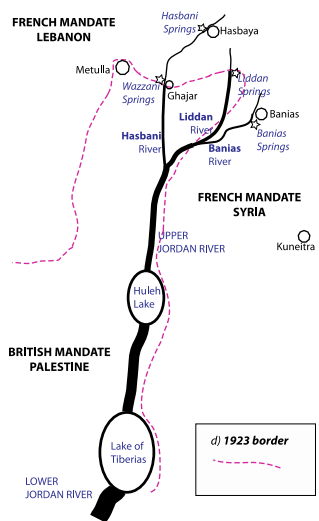 FRENCH MANDATE
LEBANON
Hasbani
Springs
Hasbaya
Metulla
Wazzani
Springs
Ghajar
Liddan
Springs
Banias
Banias
Springs
Liddan
River
Hasbani
River
Banias
River
FRENCH MANDATE
SYRIA
Kuneitra
UPPER
JORDAN RIVER
Huleh
Lake
BRITISH MANDATE
PALESTINE
Lake of
Tiberias
LOWER
JORDAN RIVER
d) 1923 border